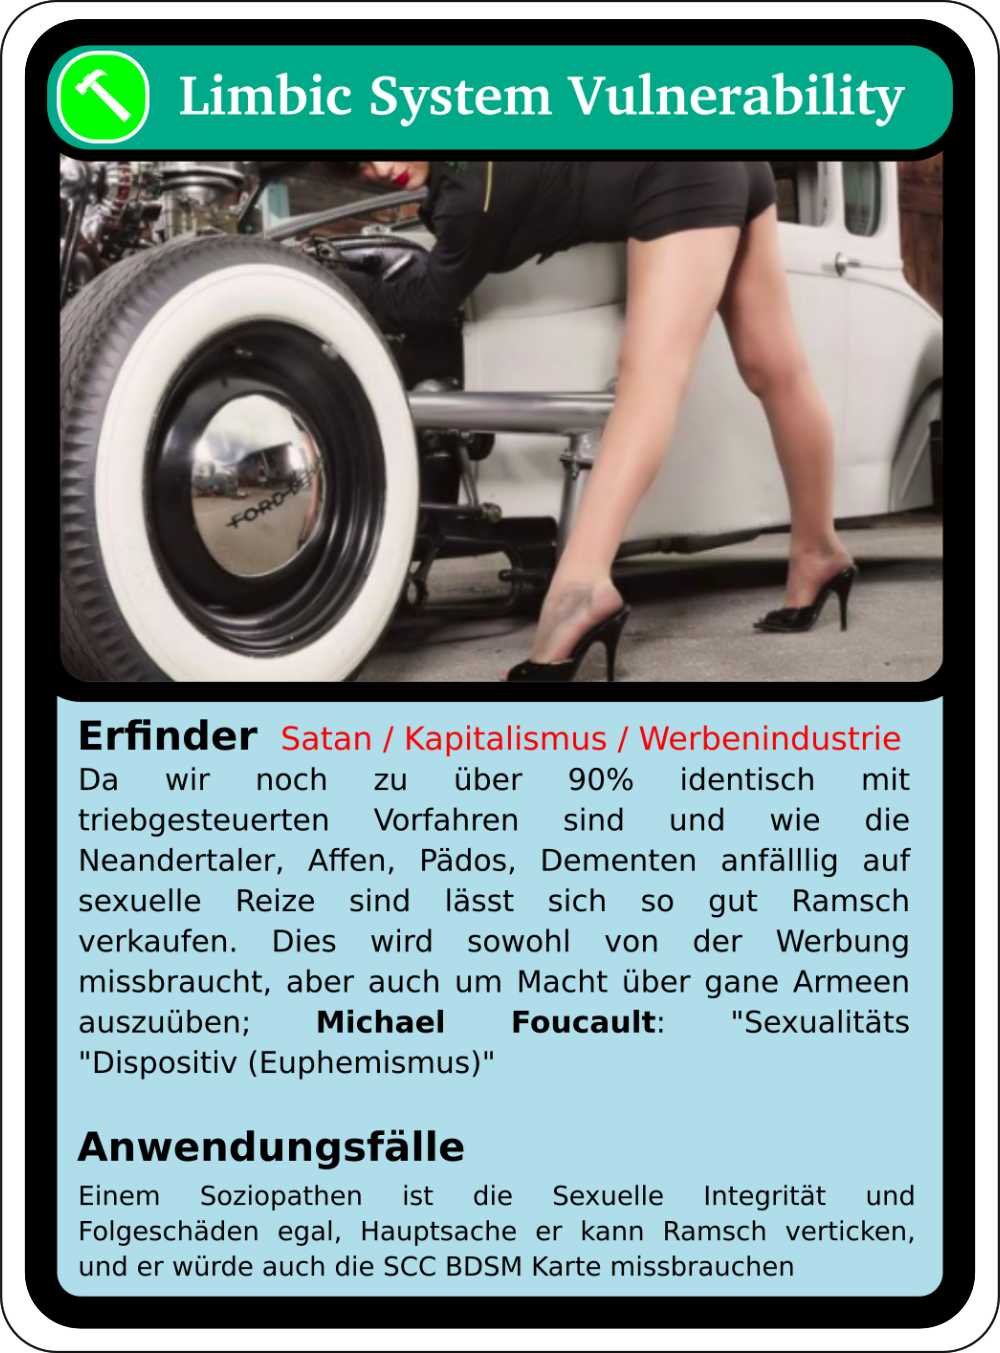 Limbic System Vulnerability
FORD
Erfinder Satan / Kapitalismus / Werbenindustrie
Da wir noch zu über 90% identisch mit
triebgesteuerten Vorfahren sind und wie die
Neandertaler, Affen, Pädos, Dementen anfälllig auf
sexuelle Reize sind lässt sich so gut Ramsch
verkaufen. Dies wird sowohl von der Werbung
missbraucht, aber auch um Macht über gane Armeen
auszuüben; Michael Foucault: "Sexualitäts
"Dispositiv (Euphemismus)"
Anwendungsfälle
Einem Soziopathen ist die Sexuelle Integrität und
Folgeschäden egal, Hauptsache er kann Ramsch verticken,
und er würde auch die SCC BDSM Karte missbrauchen